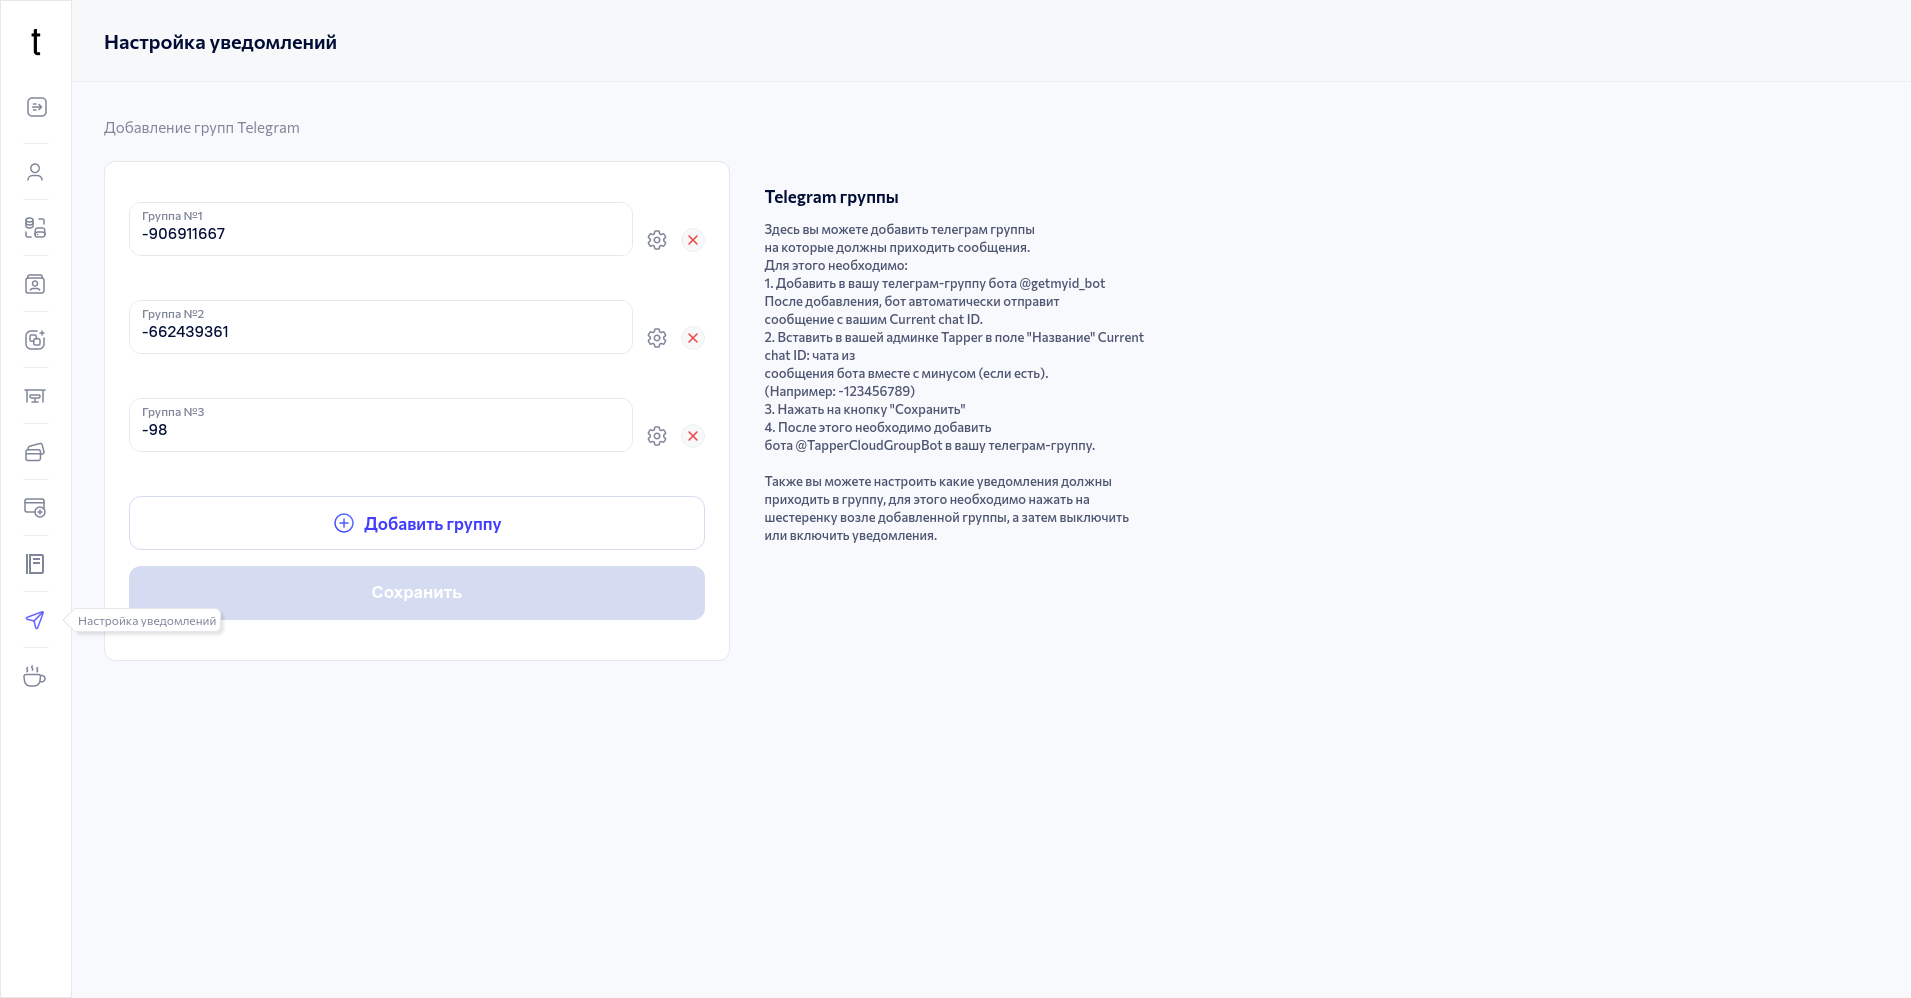 t
Настройка уведомлений
Добавление групп Telegram
Группа №1
-906911667
Группа №2
-662439361
Группа №3
-98
Добавить группу
Сохранить
Настройка уведомлений
Telegram группы
Здесь вы можете добавить телеграм группы
на которые должны приходить сообщения.
Для этого необходимо:
1. Добавить в вашу телеграм-группу бота @getmyid_bot
После добавления, бот автоматически отправит
сообщение с вашим Current chat ID.
2. Вставить в вашей админке Tapper в поле "Название" Current
chat ID: чата из
сообщения бота вместе с минусом (если есть).
(Например: -123456789)
3. Нажать на кнопку "Сохранить"
4. После этого необходимо добавить
бота @TapperCloudGroupBot в вашу телеграм-группу.
Также вы можете настроить какие уведомления должны
приходить в группу, для этого необходимо нажать на
шестеренку возле добавленной группы, а затем выключить
или включить уведомления.